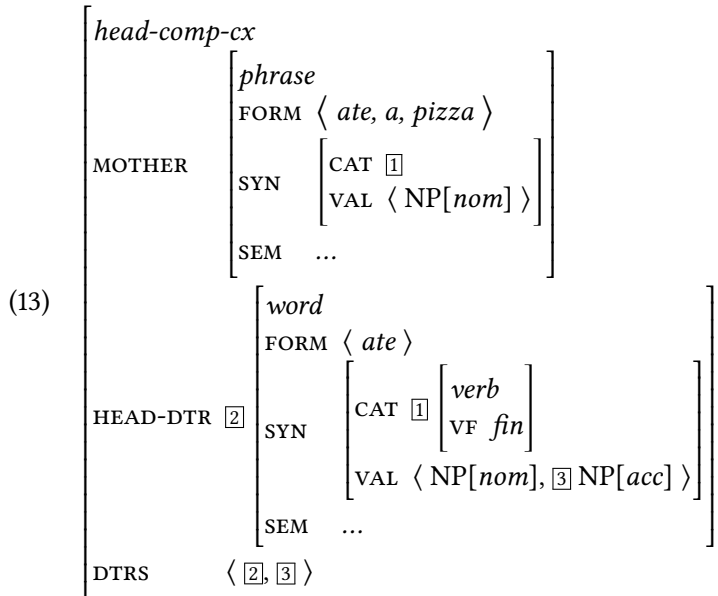 head-comp-cx
MOTHER
phrase
FORM ⟨ ate, a, pizza ⟩
SYN
CAT 1
VAL ⟨ NP[nom] ⟩
SEM ...
(13)
HEAD-DTR 2
word
FORM ⟨ ate ⟩
SYN
CAT 1
verb
VF fin
VAL ⟨ NP[nom], 3 NP[acc] ⟩
SEM ...
DTRS ⟨ 2, 3 ⟩